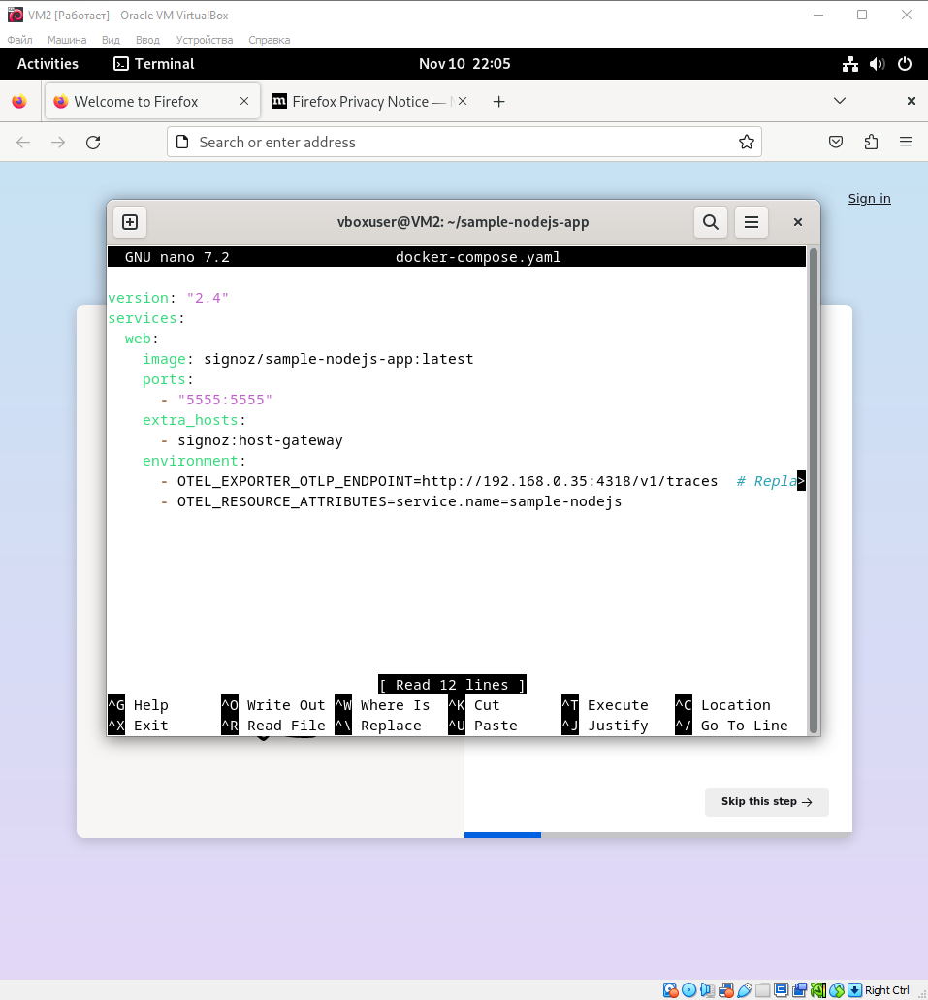 VM2 [Работает] - Oracle VM VirtualBox
Файл Машина Вид Ввод Устройства Справка
Activities Terminal Nov 10 22:05
Welcome to Firefox Firefox Privacy Notice —
Search or enter address
Sign in
vboxuser@VM2: ~/sample-nodejs-app
GNU nano 7.2 docker-compose.yaml
version: "2.4"
services:
  web:
    image: signoz/sample-nodejs-app:latest
    ports:
      - "5555:5555"
    extra_hosts:
      - signoz:host-gateway
    environment:
      - OTEL_EXPORTER_OTLP_ENDPOINT=http://192.168.0.35:4318/v1/traces  # Repla>
      - OTEL_RESOURCE_ATTRIBUTES=service.name=sample-nodejs
[ Read 12 lines ]
^G Help ^O Write Out ^W Where Is ^K Cut ^T Execute ^C Location
^X Exit ^R Read File ^\ Replace ^U Paste ^J Justify ^/ Go To Line
Skip this step →
Right Ctrl